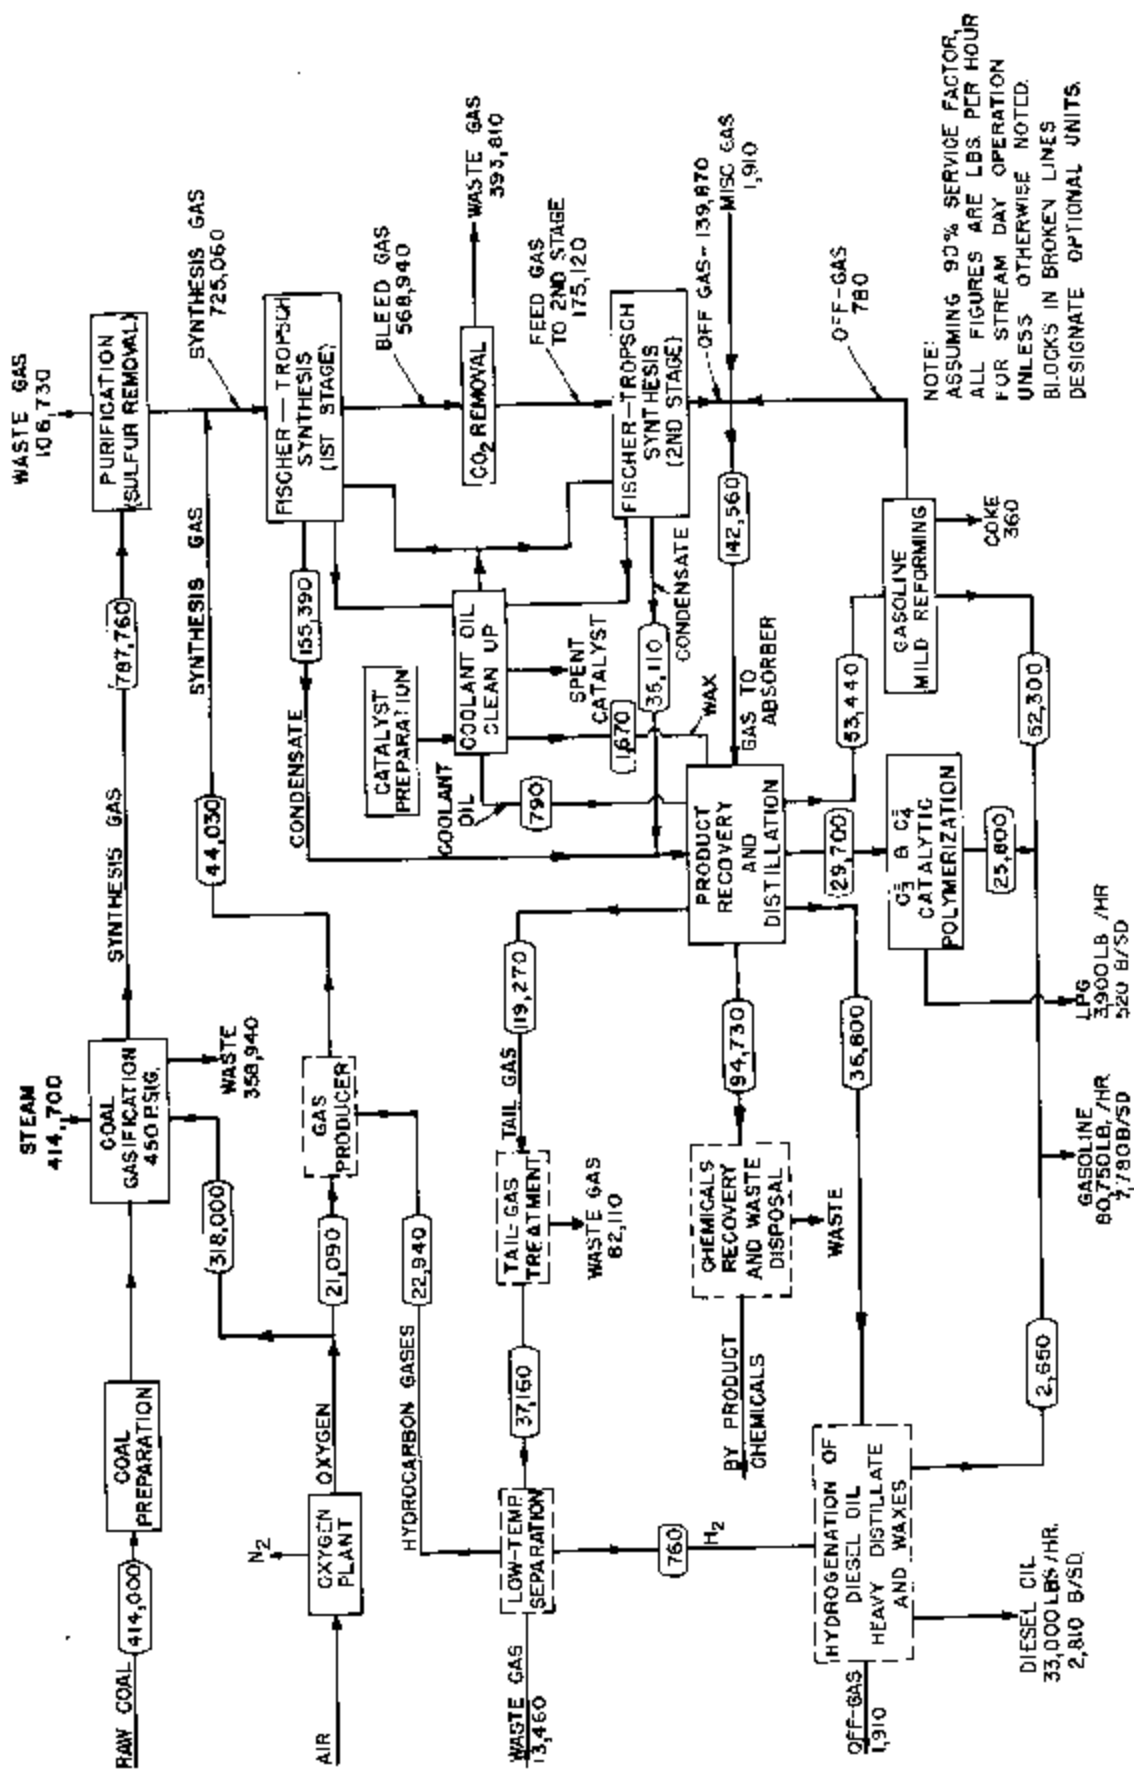 RAW COAL
414,000
COAL
PREPARATION
STEAM
414,700
COAL
GASIFICATION
450 PSIG.
WASTE
358,940
SYNTHESIS GAS
787,760
WASTE GAS
106,730
PURIFICATION
(SULFUR REMOVAL)
318,000
AIR
N2
OXYGEN
PLANT
OXYGEN
21,090
GAS
PRODUCER
44,030
SYNTHESIS GAS
SYNTHESIS GAS
725,060
HYDROCARBON GASES
22,940
FISCHER-TROPSCH
SYNTHESIS
(1ST STAGE)
155,390
CONDENSATE
BLEED GAS
568,940
CO2 REMOVAL
WASTE GAS
393,810
CATALYST
PREPARATION
COOLANT OIL
CLEAN UP
COOLANT
OIL
790
SPENT
CATALYST
1,670
WAX
FEED GAS
TO 2ND STAGE
175,120
FISCHER-TROPSCH
SYNTHESIS
(2ND STAGE)
35,110
CONDENSATE
OFF GAS-139,870
MISC GAS
1,910
142,560
GAS TO
ABSORBER
OFF-GAS
780
WASTE GAS
13,460
LOW-TEMP.
SEPARATION
37,160
TAIL-GAS
TREATMENT
WASTE GAS
82,110
TAIL GAS
119,270
PRODUCT
RECOVERY
AND
DISTILLATION
760
H2
BY PRODUCT
CHEMICALS
CHEMICALS
RECOVERY
AND WASTE
DISPOSAL
WASTE
94,730
36,800
29,700
53,440
C3= & C4=
CATALYTIC
POLYMERIZATION
25,800
GASOLINE
MILD REFORMING
COKE
360
52,300
OFF-GAS
1,910
HYDROGENATION OF
DIESEL OIL
HEAVY DISTILLATE
AND WAXES
2,650
DIESEL OIL
33,000 LBS/HR.
2,810 B/SD.
GASOLINE
80,750 LB./HR
7,780 B/SD
LPG
3,900 LB /HR
520 B/SD
NOTE:
ASSUMING 90% SERVICE FACTOR,
ALL FIGURES ARE LBS. PER HOUR
FOR STREAM DAY OPERATION
UNLESS OTHERWISE NOTED.
BLOCKS IN BROKEN LINES
DESIGNATE OPTIONAL UNITS.